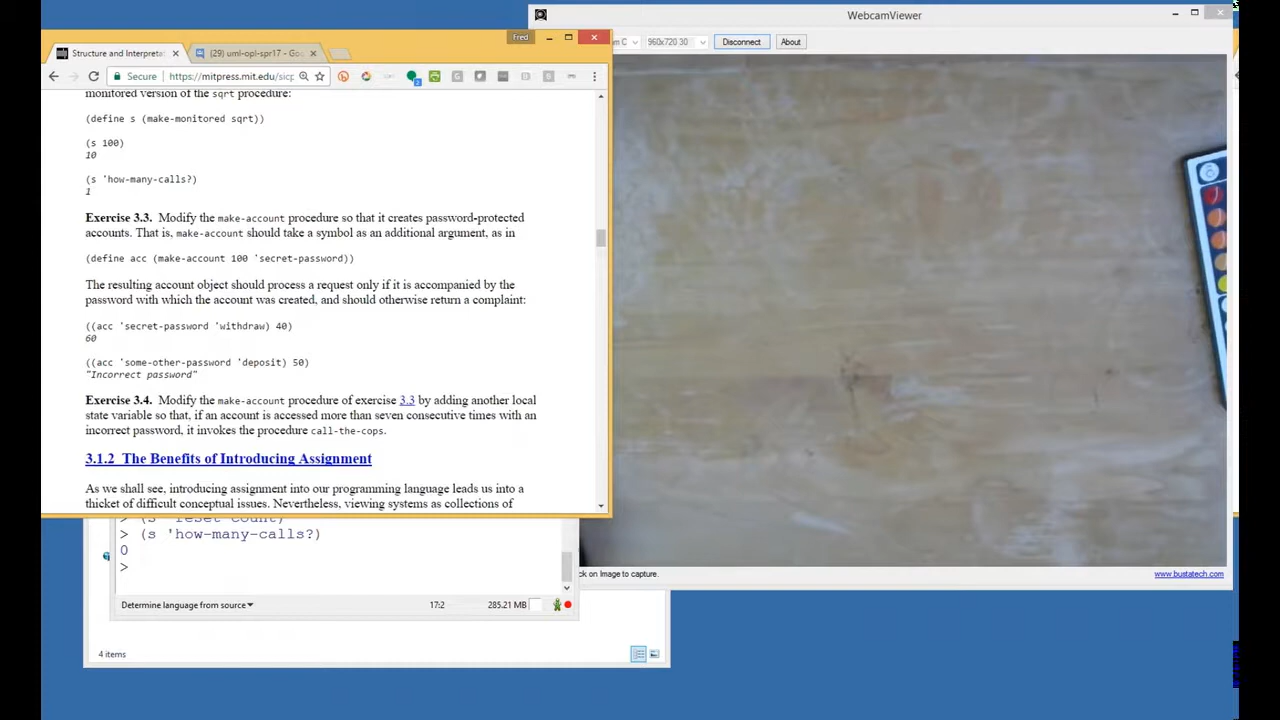 WebcamViewer
Fred
Structure and Interpreta
(29) uml-opl-spr17 - Goo
m C
960x720 30
Disconnect
About
Secure
https://mitpress.mit.edu/sicp
monitored version of the sqrt procedure:
(define s (make-monitored sqrt))
(s 100)
10
(s 'how-many-calls?)
1
Exercise 3.3. Modify the make-account procedure so that it creates password-protected
accounts. That is, make-account should take a symbol as an additional argument, as in
(define acc (make-account 100 'secret-password))
The resulting account object should process a request only if it is accompanied by the
password with which the account was created, and should otherwise return a complaint:
((acc 'secret-password 'withdraw) 40)
60
((acc 'some-other-password 'deposit) 50)
"Incorrect password"
Exercise 3.4. Modify the make-account procedure of exercise 3.3 by adding another local
state variable so that, if an account is accessed more than seven consecutive times with an
incorrect password, it invokes the procedure call-the-cops.
3.1.2 The Benefits of Introducing Assignment
As we shall see, introducing assignment into our programming language leads us into a
thicket of difficult conceptual issues. Nevertheless, viewing systems as collections of
> (s 'reset-count)
> (s 'how-many-calls?)
0
>
ck on Image to capture.
www.bustatech.com
Determine language from source
17:2
285.21 MB
4 items